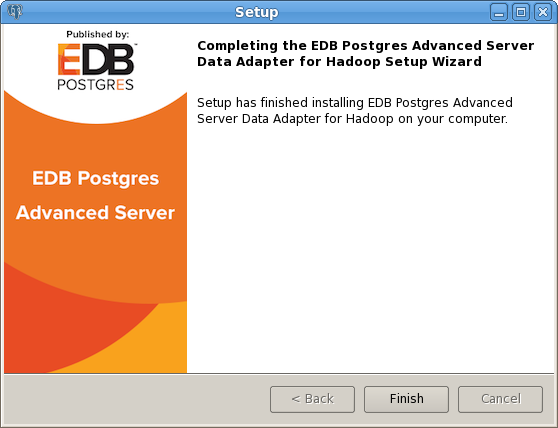 Setup
Published by:
EDB™
POSTGRES
EDB Postgres
Advanced Server
Completing the EDB Postgres Advanced Server
Data Adapter for Hadoop Setup Wizard
Setup has finished installing EDB Postgres Advanced
Server Data Adapter for Hadoop on your computer.
< Back
Finish
Cancel